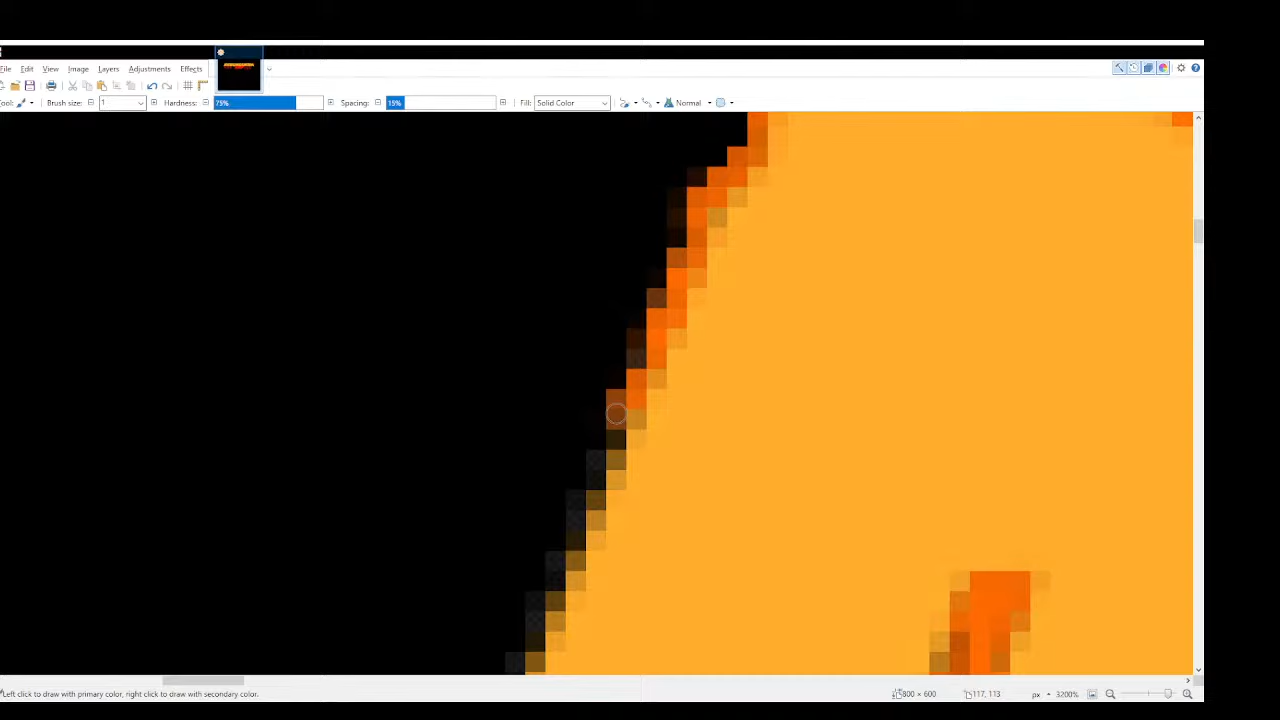 File Edit View Image Layers Adjustments Effects
Tool: Brush size: 1 Hardness: 75% Spacing: 15% Fill: Solid Color Normal
Left click to draw with primary color, right click to draw with secondary color. 800 × 600 117, 113 px 3200%